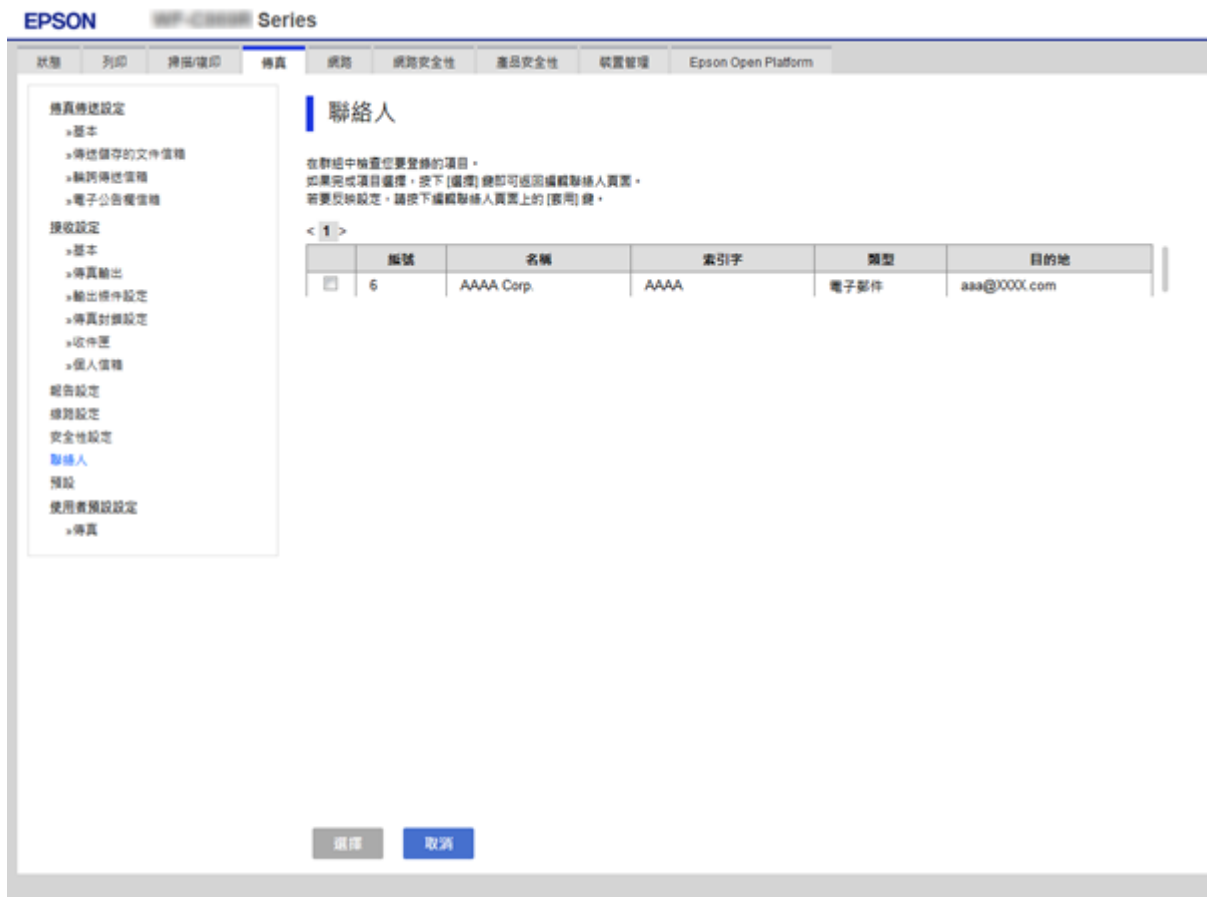 EPSON Series
狀態 列印 掃描/複印 傳真 網路 網路安全性 產品安全性 裝置管理 Epson Open Platform
傳真傳送設定
»基本
»傳送儲存的文件信箱
»輪詢傳送信箱
»電子公告欄信箱
接收設定
»基本
»傳真輸出
»輸出條件設定
»傳真封鎖設定
»收件匣
»個人信箱
報告設定
線路設定
安全性設定
聯絡人
預設
使用者預設設定
»傳真
聯絡人
在群組中檢查您要登錄的項目。
如果完成項目選擇，按下 [選擇] 鍵即可返回編輯聯絡人頁面。
若要反映設定，請按下編輯聯絡人頁面上的 [套用] 鍵。
< 1 >
編號 名稱 索引字 類型 目的地
6 AAAA Corp. AAAA 電子郵件 aaa@XXXX.com
選擇 取消